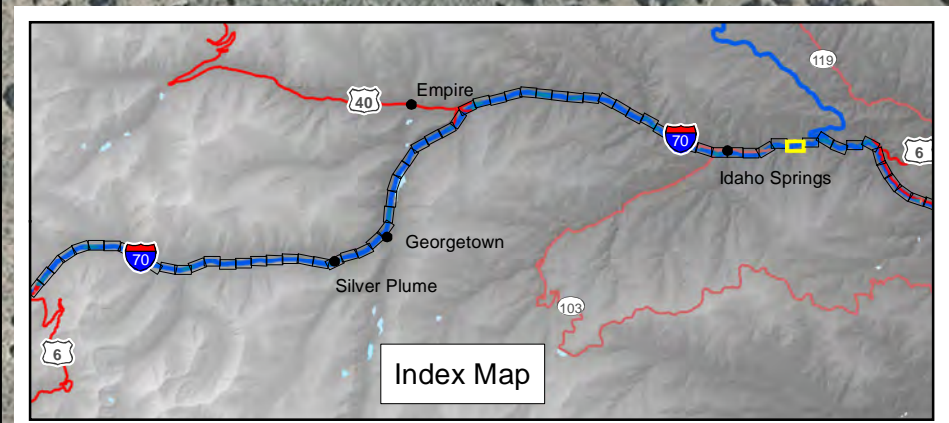 119
Empire
40
70
6
Idaho Springs
Georgetown
70
Silver Plume
103
6
Index Map